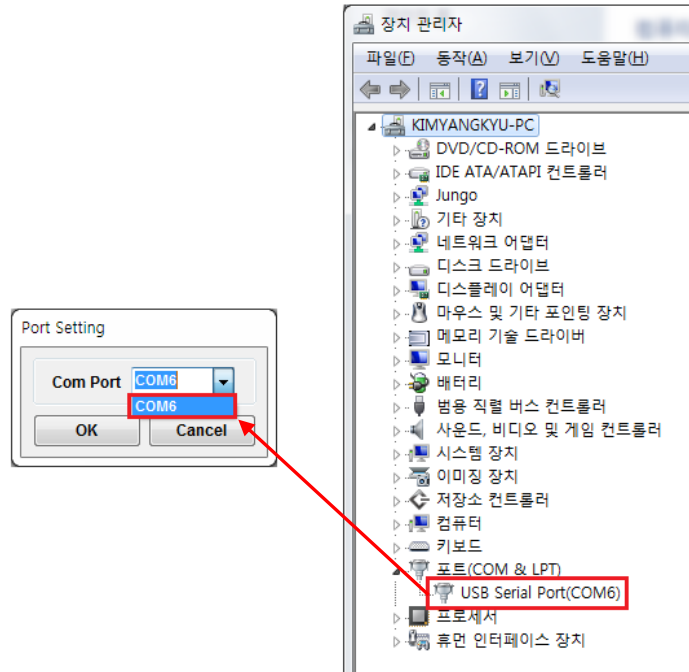 장치 관리자
파일(F) 동작(A) 보기(V) 도움말(H)
KIMYANGKYU-PC
DVD/CD-ROM 드라이브
IDE ATA/ATAPI 컨트롤러
Jungo
기타 장치
네트워크 어댑터
디스크 드라이브
디스플레이 어댑터
마우스 및 기타 포인팅 장치
메모리 기술 드라이버
모니터
배터리
범용 직렬 버스 컨트롤러
사운드, 비디오 및 게임 컨트롤러
시스템 장치
이미징 장치
저장소 컨트롤러
컴퓨터
키보드
포트(COM & LPT)
USB Serial Port(COM6)
프로세서
휴먼 인터페이스 장치
Port Setting
Com Port COM6
COM6
OK Cancel